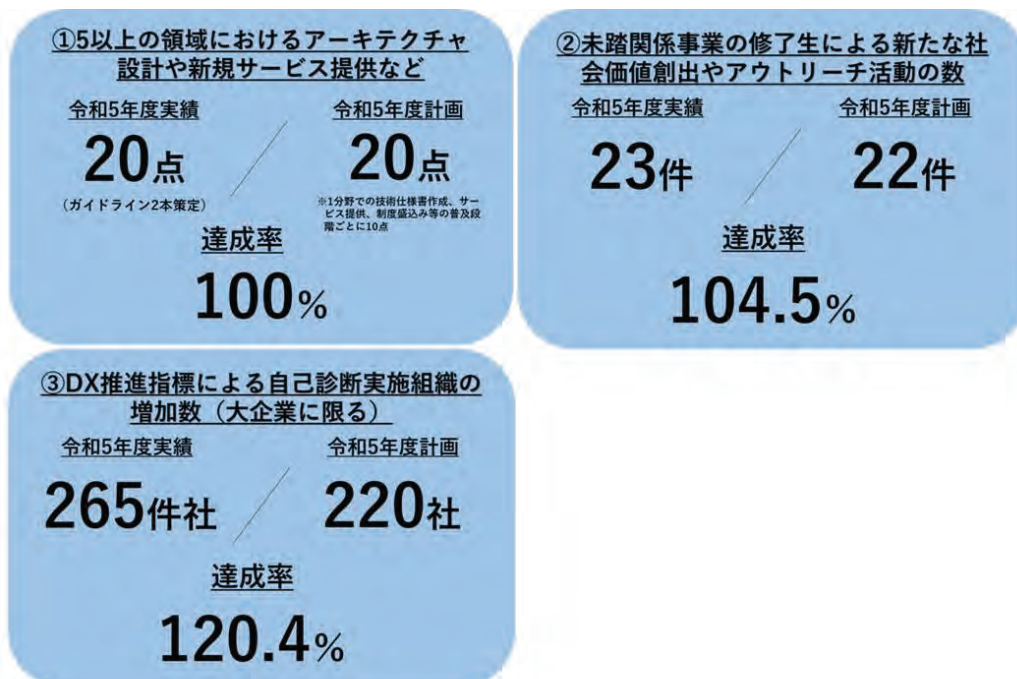 ①5以上の領域におけるアーキテクチャ
設計や新規サービス提供など
令和5年度実績
令和5年度計画
20点
20点
(ガイドライン2本策定)
※1分野での技術仕様書作成、サー
ビス提供、制度盛込み等の普及段
階ごとに10点
達成率
100%
②未踏関係事業の修了生による新たな社
会価値創出やアウトリーチ活動の数
令和5年度実績
令和5年度計画
23件
22件
達成率
104.5%
③DX推進指標による自己診断実施組織の
増加数（大企業に限る）
令和5年度実績
令和5年度計画
265件社
220社
達成率
120.4%